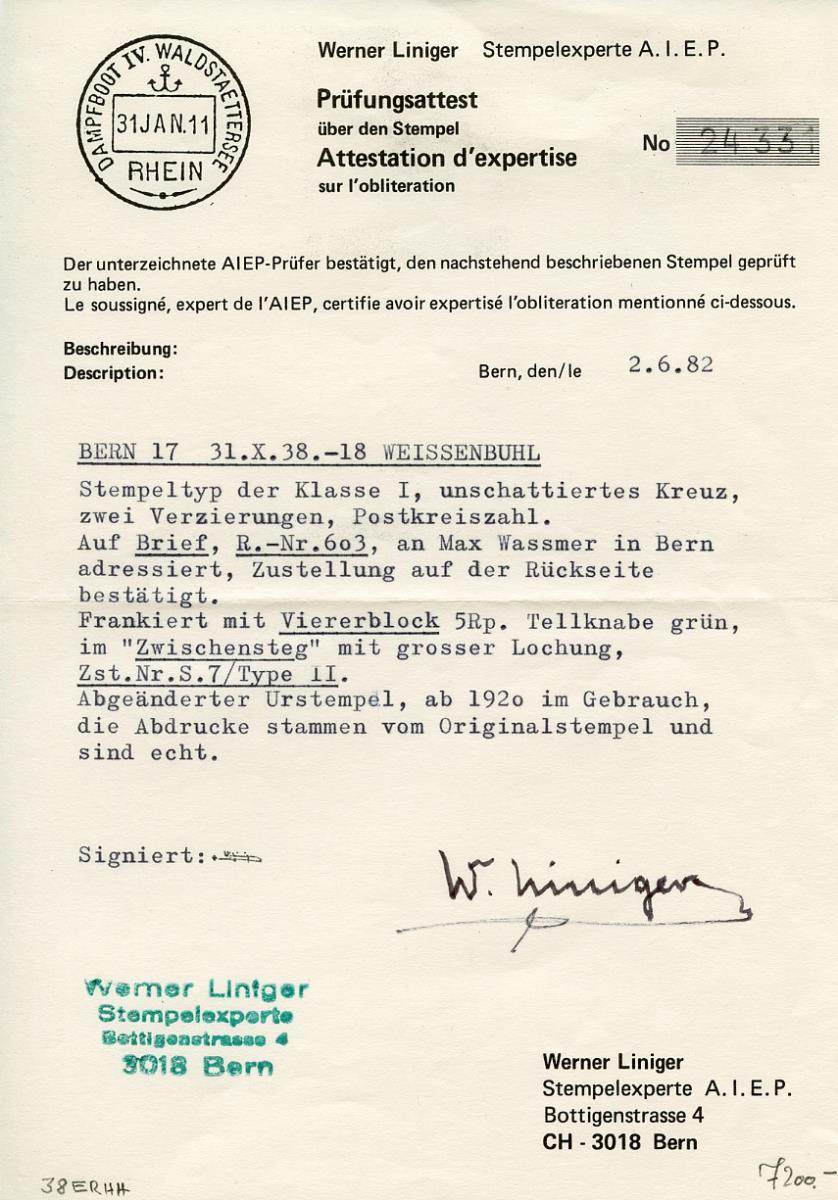 DAMPFBOOT IV. WALDSTAETTERSEE
31 JAN. 11
RHEIN
Werner Liniger Stempelexperte A. I. E. P.
Prüfungsattest
über den Stempel
Attestation d'expertise
sur l'obliteration
No 24331
Der unterzeichnete AIEP-Prüfer bestätigt, den nachstehend beschriebenen Stempel geprüft
zu haben.
Le soussigné, expert de l'AIEP, certifie avoir expertisé l'obliteration mentionné ci-dessous.
Beschreibung:
Description:
Bern, den/le 2.6.82
BERN 17 31.X.38.-18 WEISSENBUHL
Stempeltyp der Klasse I, unschattiertes Kreuz,
zwei Verzierungen, Postkreiszahl.
Auf Brief, R.-Nr.6o3, an Max Wassmer in Bern
adressiert, Zustellung auf der Rückseite
bestätigt.
Frankiert mit Viererblock 5Rp. Tellknabe grün,
im "Zwischensteg" mit grosser Lochung,
Zst.Nr.S.7/Type II.
Abgeänderter Urstempel, ab 192o im Gebrauch,
die Abdrucke stammen vom Originalstempel und
sind echt.
Signiert:
W. Liniger
Werner Liniger
Stempelexperte
Bottigenstrasse 4
3018 Bern
Werner Liniger
Stempelexperte A. I. E. P.
Bottigenstrasse 4
CH - 3018 Bern
38ERHH
7200.-